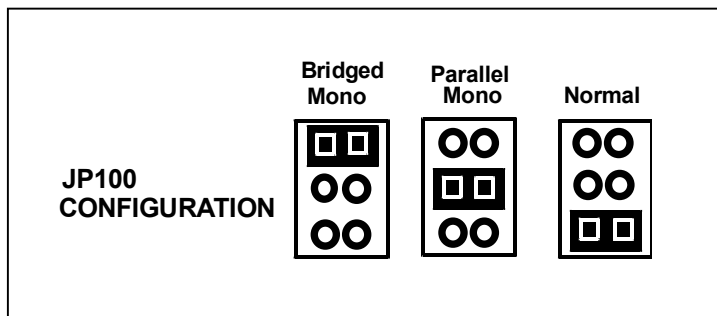 Bridged
Mono
Parallel
Mono
Normal
JP100
CONFIGURATION